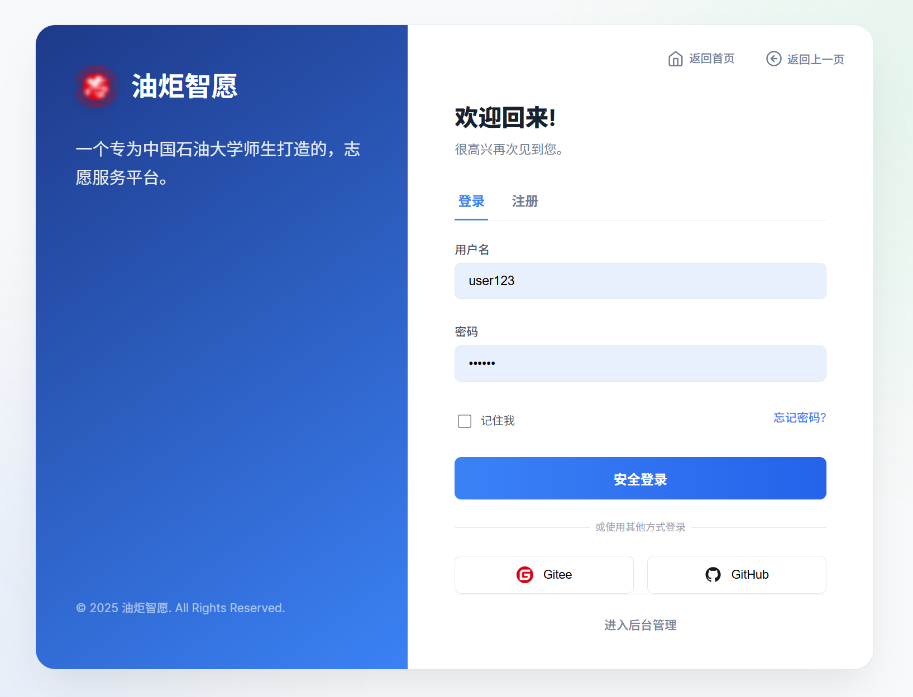 油炬智愿
一个专为中国石油大学师生打造的，志
愿服务平台。
© 2025 油炬智愿. All Rights Reserved.
返回首页
返回上一页
欢迎回来!
很高兴再次见到您。
登录
注册
用户名
user123
密码
••••••
记住我
忘记密码?
安全登录
或使用其他方式登录
Gitee
GitHub
进入后台管理